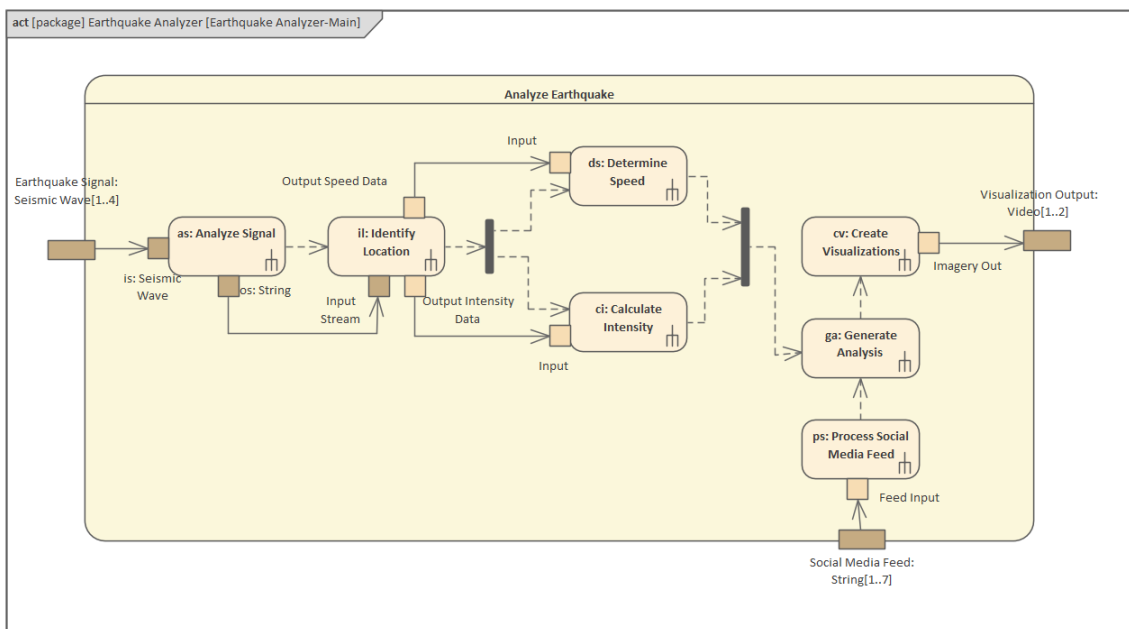 act [package] Earthquake Analyzer [Earthquake Analyzer-Main]
Analyze Earthquake
Earthquake Signal:
Seismic Wave[1..4]
is: Seismic
Wave
as: Analyze Signal
os: String
Output Speed Data
il: Identify
Location
Input
Stream
Output Intensity
Data
Input
ds: Determine
Speed
ci: Calculate
Intensity
Input
cv: Create
Visualizations
Imagery Out
Visualization Output:
Video[1..2]
ga: Generate
Analysis
ps: Process Social
Media Feed
Feed Input
Social Media Feed:
String[1..7]